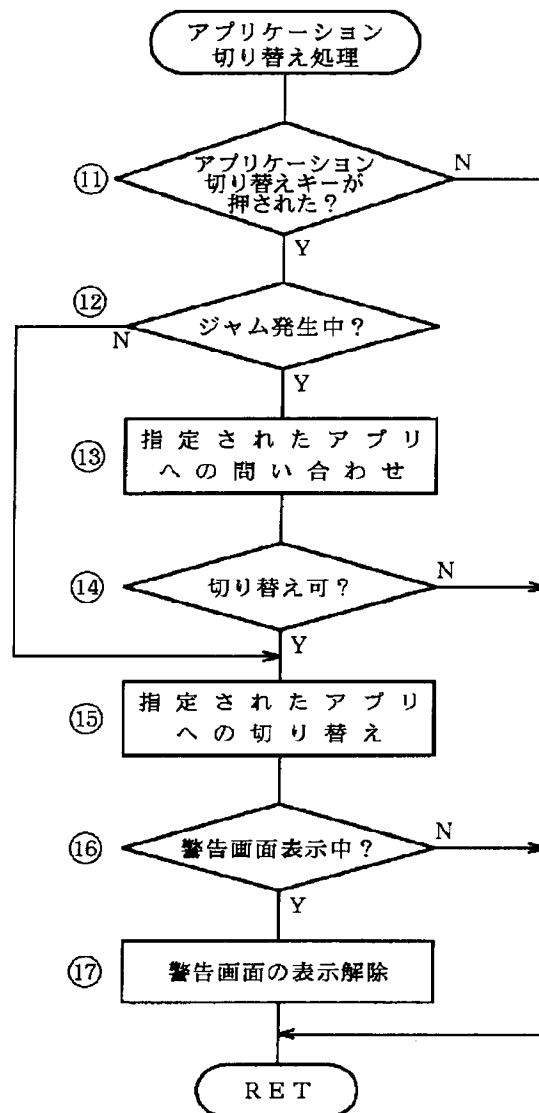 アプリケーション
切り替え処理
⑪
アプリケーション
切り替えキーが
押された？
N
Y
⑫
ジャム発生中？
N
Y
⑬
指定されたアプリ
への問い合わせ
⑭
切り替え可？
N
Y
⑮
指定されたアプリ
への切り替え
⑯
警告画面表示中？
N
Y
⑰
警告画面の表示解除
RET